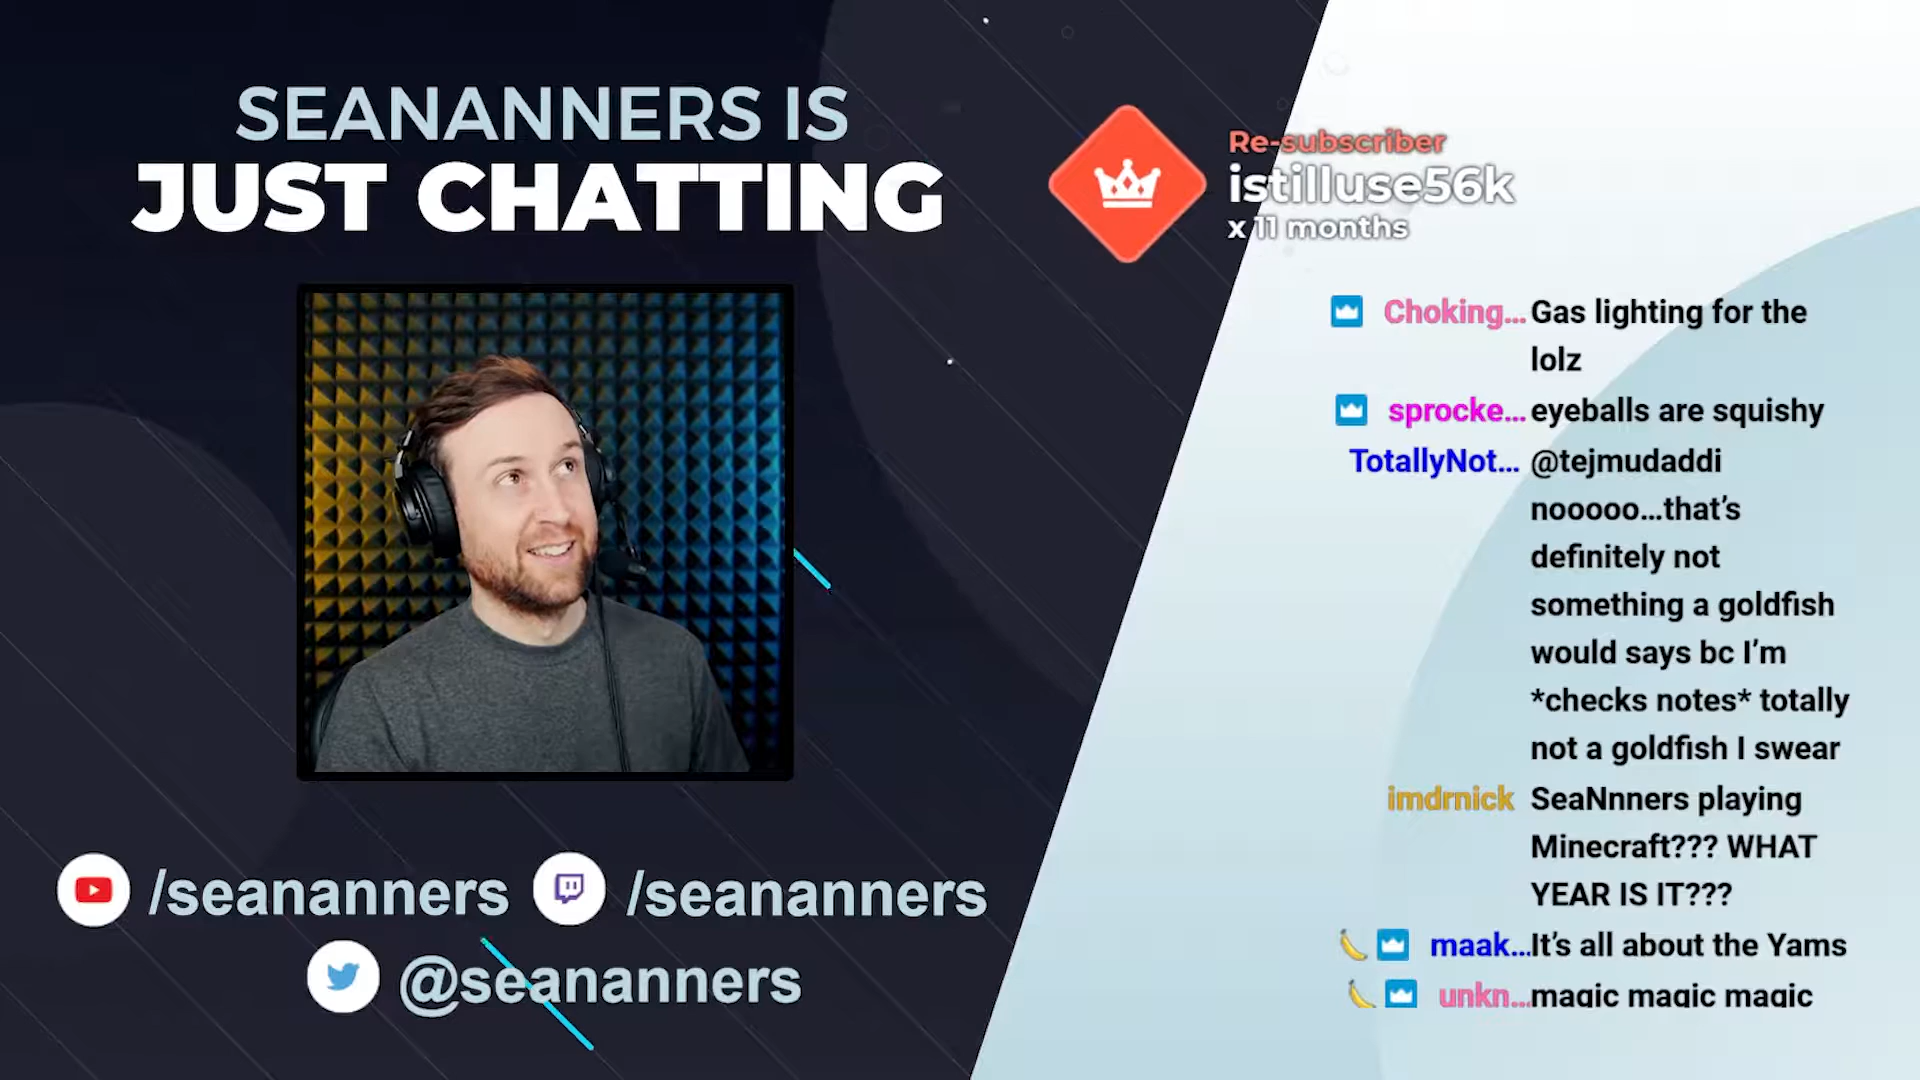 SEANANNERS IS
JUST CHATTING
Re-subscriber
istilluse56k
x 11 months
Choking... Gas lighting for the
lolz
sprocke... eyeballs are squishy
TotallyNot... @tejmudaddi
nooooo...that's
definitely not
something a goldfish
would says bc I'm
*checks notes* totally
not a goldfish I swear
imdrnick SeaNnners playing
Minecraft??? WHAT
YEAR IS IT???
maak... It's all about the Yams
unkn... magic magic magic
/seananners /seananners
@seananners